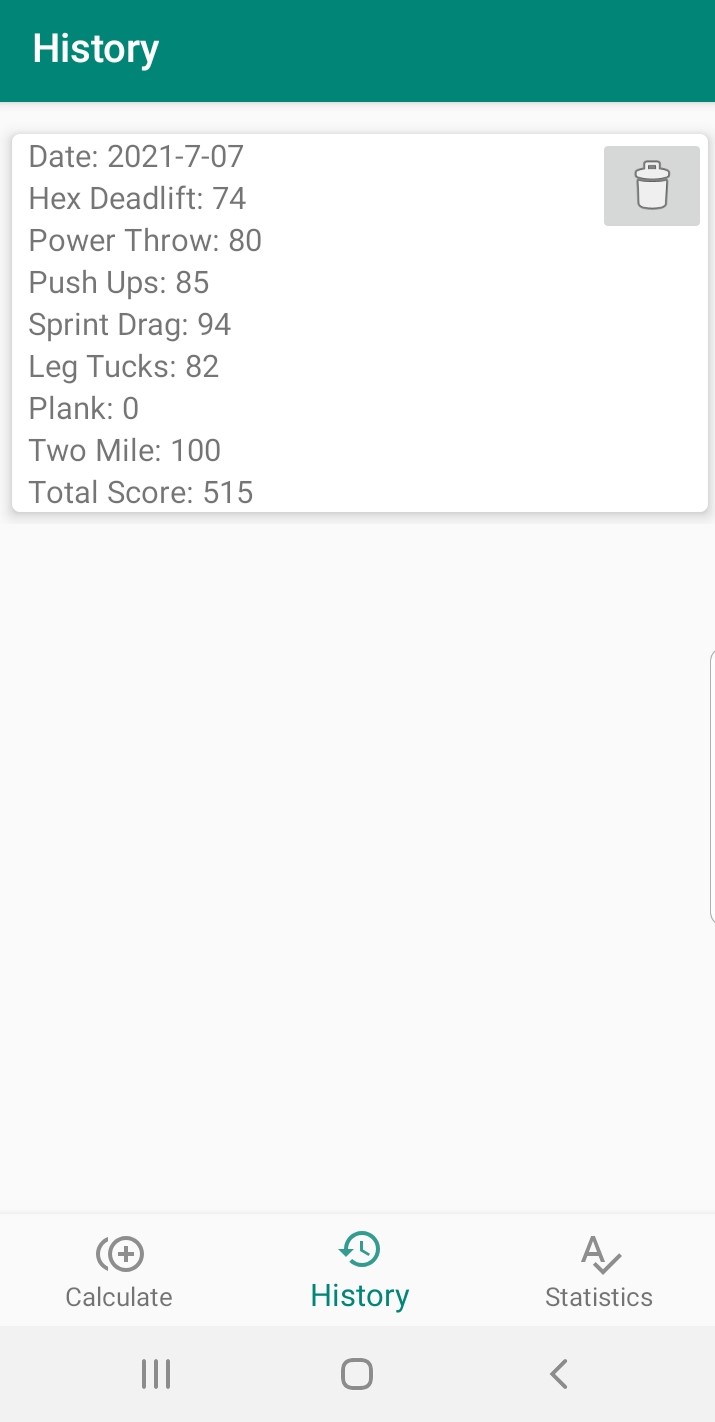 History
Date: 2021-7-07
Hex Deadlift: 74
Power Throw: 80
Push Ups: 85
Sprint Drag: 94
Leg Tucks: 82
Plank: 0
Two Mile: 100
Total Score: 515
Calculate
History
Statistics